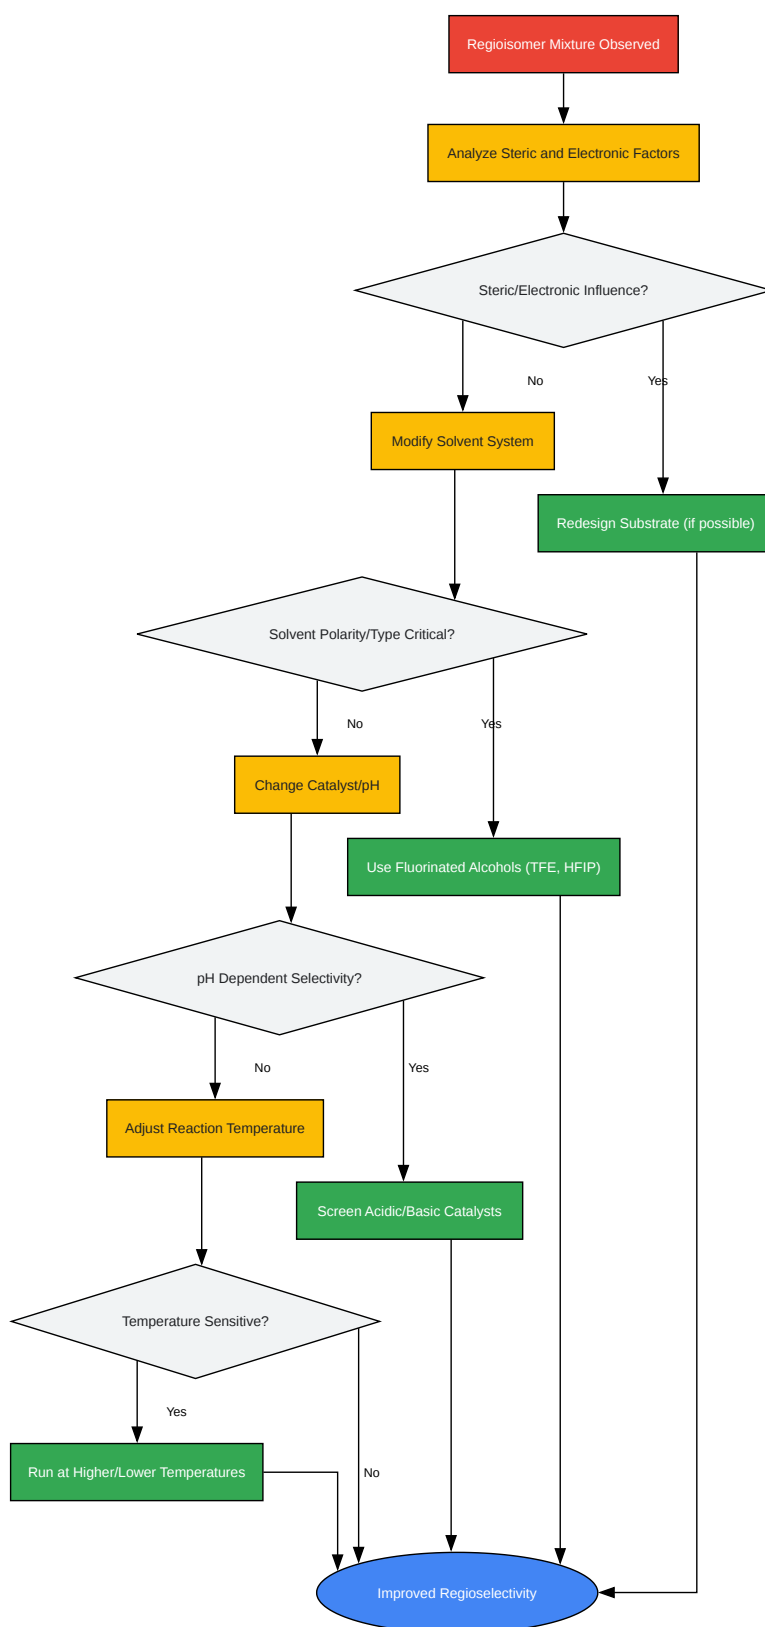 Regioisomer Mixture Observed
Analyze Steric and Electronic Factors
Steric/Electronic Influence?
No
Yes
Modify Solvent System
Redesign Substrate (if possible)
Solvent Polarity/Type Critical?
No
Yes
Change Catalyst/pH
Use Fluorinated Alcohols (TFE, HFIP)
pH Dependent Selectivity?
No
Yes
Adjust Reaction Temperature
Screen Acidic/Basic Catalysts
Temperature Sensitive?
Yes
Run at Higher/Lower Temperatures
No
Improved Regioselectivity